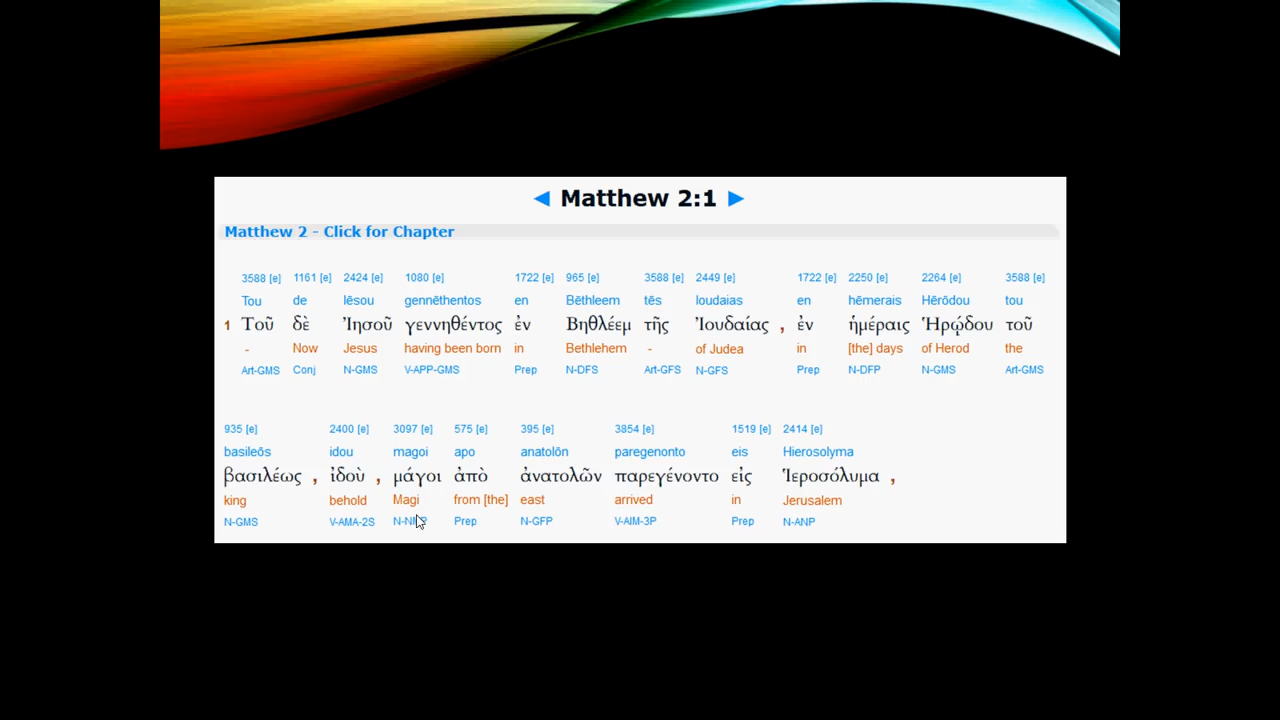 ◄ Matthew 2:1 ►
Matthew 2 - Click for Chapter
3588 [e] 1161 [e] 2424 [e] 1080 [e] 1722 [e] 965 [e] 3588 [e] 2449 [e] 1722 [e] 2250 [e] 2264 [e] 3588 [e]
Tou de Iēsou gennēthentos en Bēthleem tēs Ioudaias en hēmerais Hērōdou tou
1 Τοῦ δὲ Ἰησοῦ γεννηθέντος ἐν Βηθλέεμ τῆς Ἰουδαίας , ἐν ἡμέραις Ἡρῴδου τοῦ
- Now Jesus having been born in Bethlehem - of Judea in [the] days of Herod the
Art-GMS Conj N-GMS V-APP-GMS Prep N-DFS Art-GFS N-GFS Prep N-DFP N-GMS Art-GMS
935 [e] 2400 [e] 3097 [e] 575 [e] 395 [e] 3854 [e] 1519 [e] 2414 [e]
basileōs idou magoi apo anatolōn paregenonto eis Hierosolyma
βασιλέως , ἰδοὺ , μάγοι ἀπὸ ἀνατολῶν παρεγένοντο εἰς Ἱεροσόλυμα ,
king behold Magi from [the] east arrived in Jerusalem
N-GMS V-AMA-2S Prep N-GFP V-AIM-3P Prep N-ANP